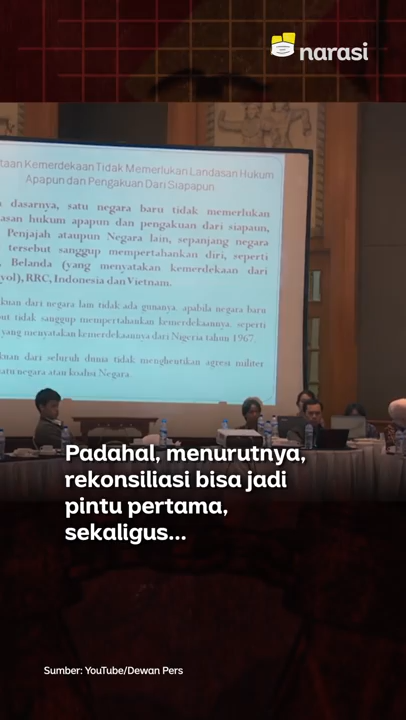 narasi
taan Kemerdekaan Tidak Memerlukan Landasan Hukum
Apapun dan Pengakuan Dari Siapapun
dasarnya, satu negara baru tidak memerlukan
asan hukum apapun dan pengakuan dari siapaun,
Penjajah ataupun Negara lain, sepanjang negara
tersebut sanggup mempertahankan diri, seperti
Belanda (yang menyatakan kemerdekaan dari
yol), RRC, Indonesia dan Vietnam.
kuan dari negara lain tidak ada gunanya, apabila negara baru
but tidak sanggup mempertahankan kemerdekaannya, seperti
yang menyatakan kemerdekaannya dari Nigeria tahun 1967.
kuan dari seluruh dunia tidak menghentikan agresi militer
satu negara atau koalisi Negara.
Padahal, menurutnya,
rekonsiliasi bisa jadi
pintu pertama,
sekaligus...
Sumber: YouTube/Dewan Pers